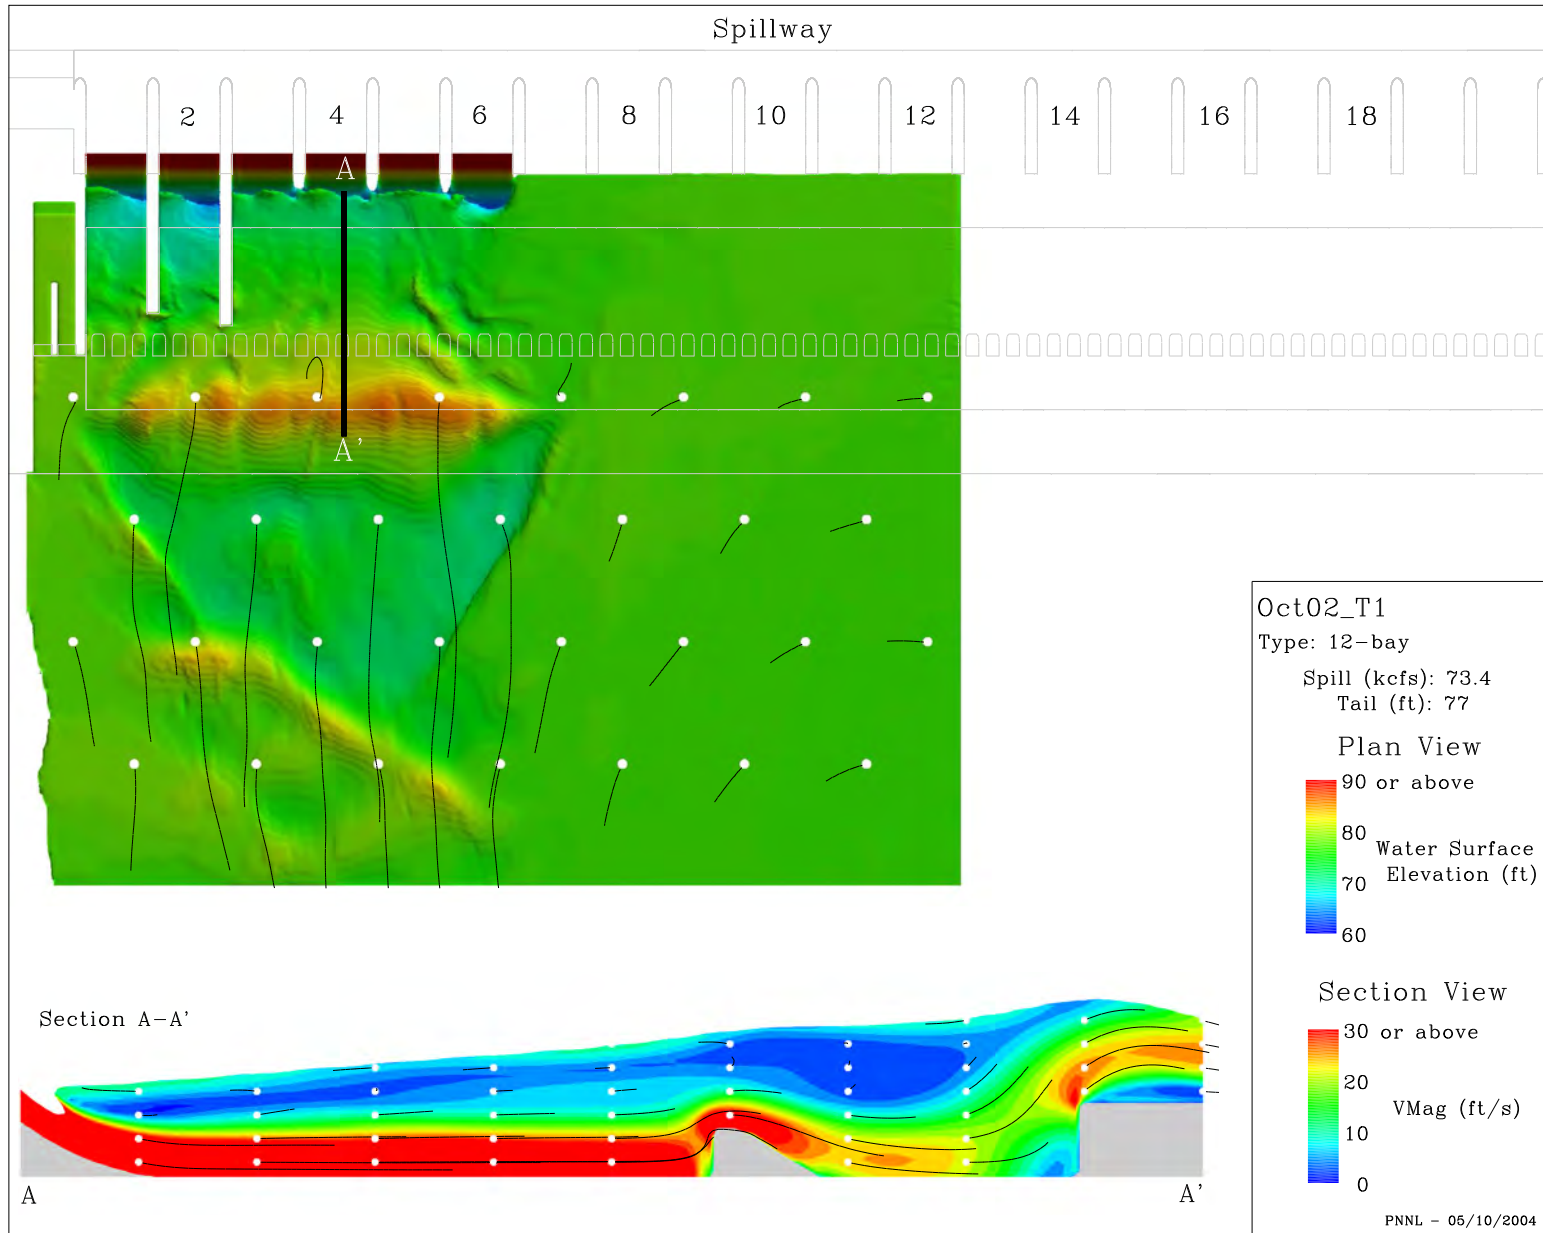 Spillway
2 4 6 8 10 12 14 16 18
A
A'
Oct02_T1
Type: 12-bay
Spill (kcfs): 73.4
Tail (ft): 77
Plan View
90 or above
80
Water Surface
Elevation (ft)
70
60
Section A-A'
Section View
30 or above
20
VMag (ft/s)
10
0
A
A'
PNNL - 05/10/2004